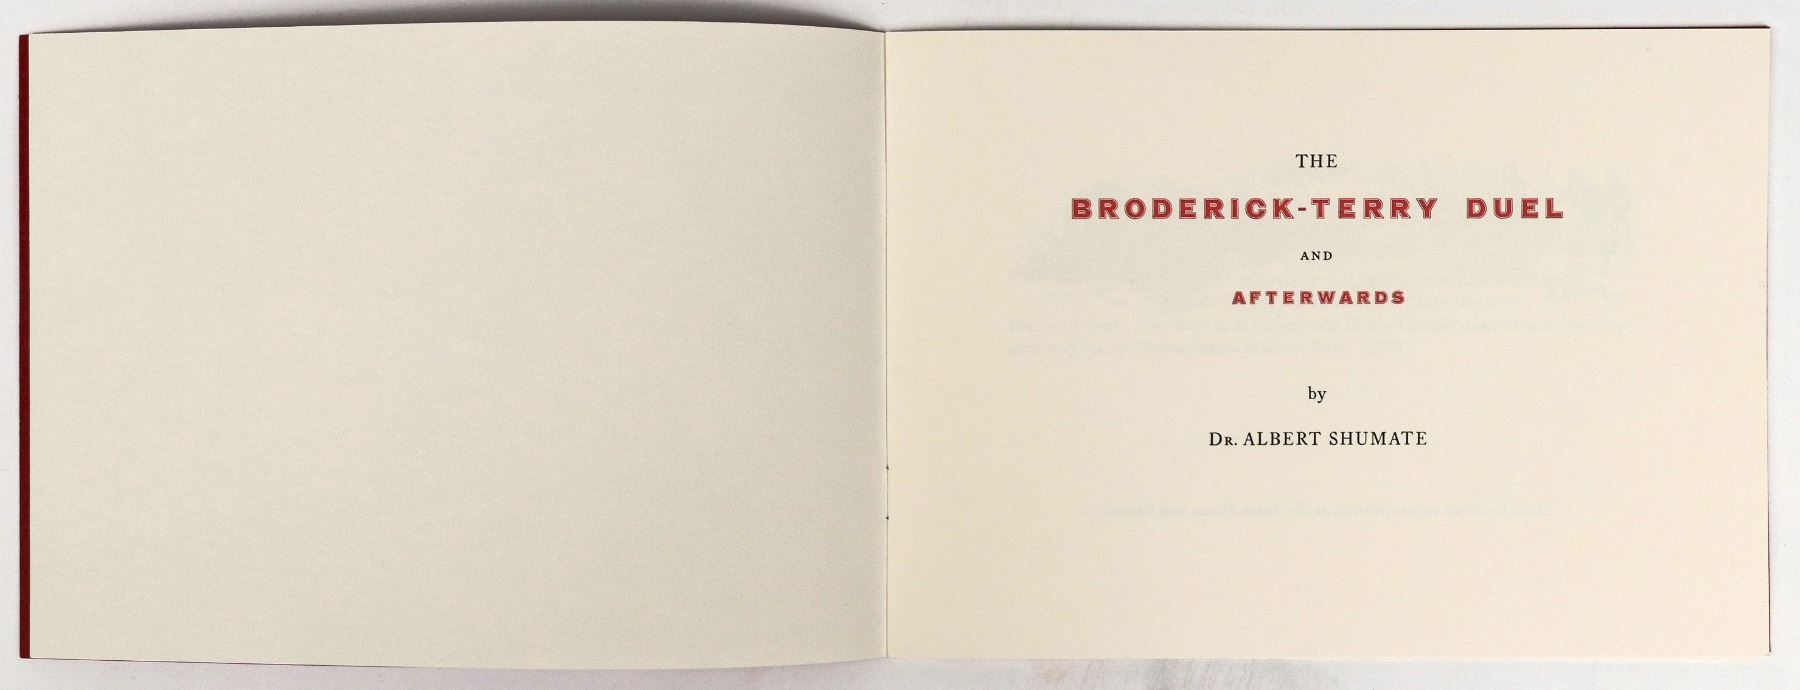 THE
BRODERICK-TERRY DUEL
AND
AFTERWARDS
by
DR. ALBERT SHUMATE